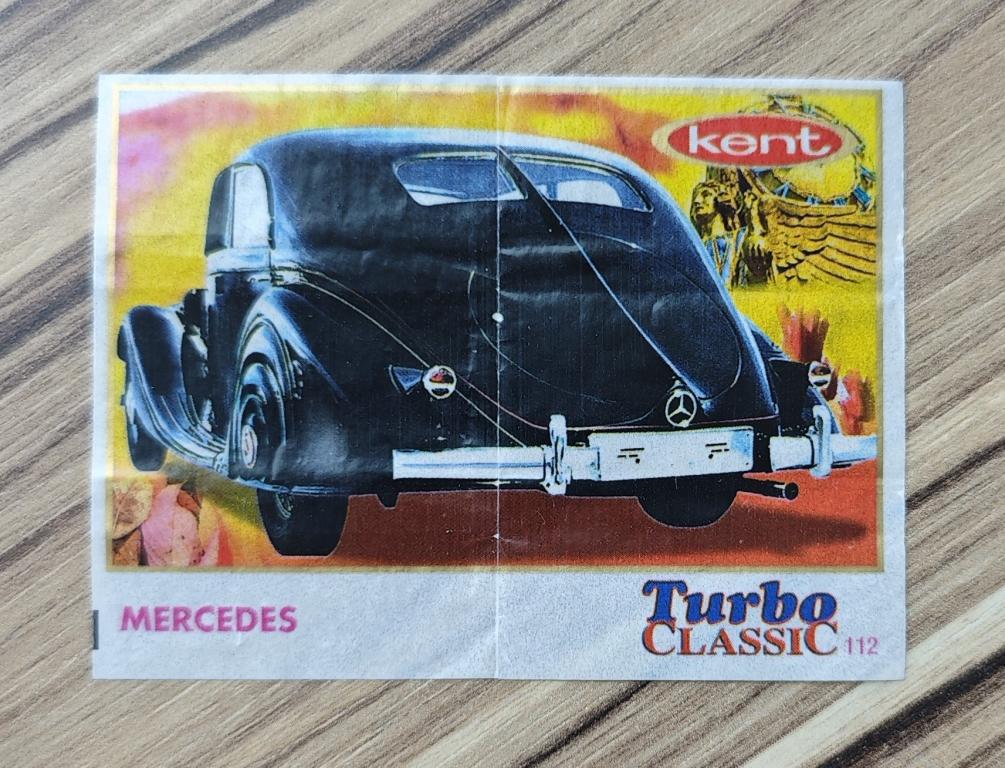 kent
MERCEDES
Turbo
CLASSIC 112